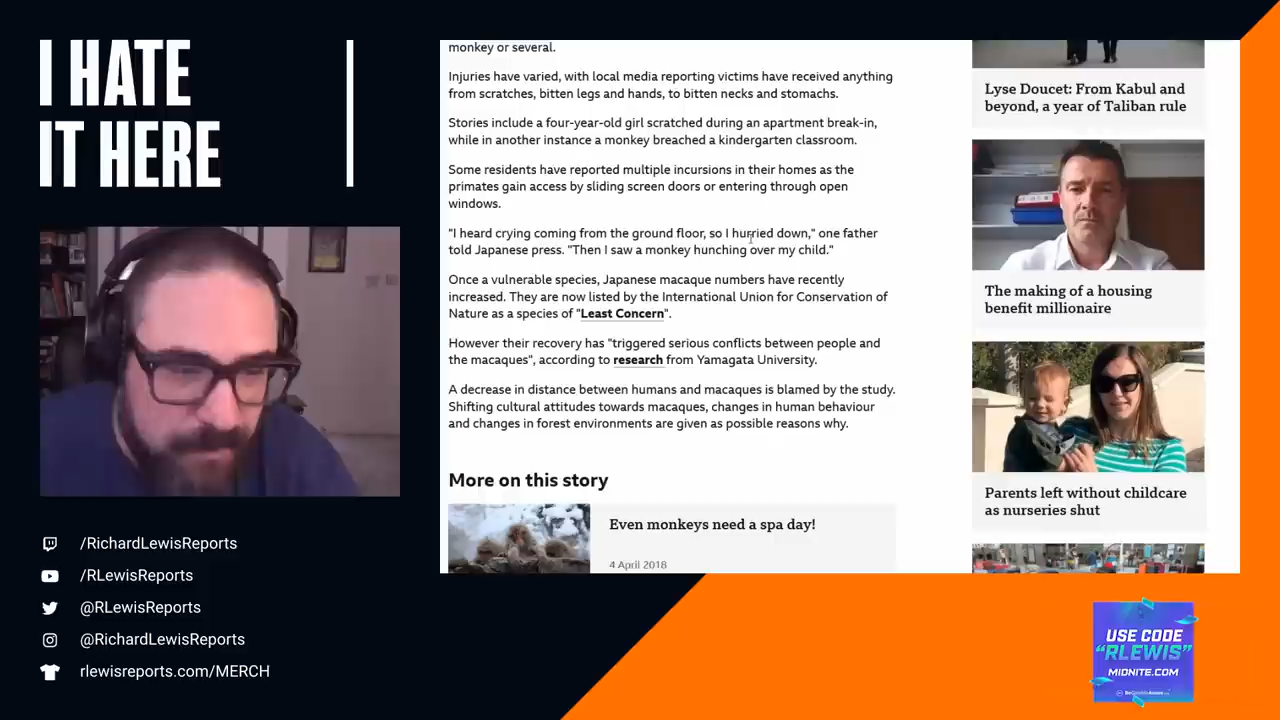 I HATE
IT HERE
/RichardLewisReports
/RLewisReports
@RLewisReports
@RichardLewisReports
rlewisreports.com/MERCH
monkey or several.
Injuries have varied, with local media reporting victims have received anything
from scratches, bitten legs and hands, to bitten necks and stomachs.
Stories include a four-year-old girl scratched during an apartment break-in,
while in another instance a monkey breached a kindergarten classroom.
Some residents have reported multiple incursions in their homes as the
primates gain access by sliding screen doors or entering through open
windows.
"I heard crying coming from the ground floor, so I hurried down," one father
told Japanese press. "Then I saw a monkey hunching over my child."
Once a vulnerable species, Japanese macaque numbers have recently
increased. They are now listed by the International Union for Conservation of
Nature as a species of "Least Concern".
However their recovery has "triggered serious conflicts between people and
the macaques", according to research from Yamagata University.
A decrease in distance between humans and macaques is blamed by the study.
Shifting cultural attitudes towards macaques, changes in human behaviour
and changes in forest environments are given as possible reasons why.
More on this story
Even monkeys need a spa day!
4 April 2018
Lyse Doucet: From Kabul and
beyond, a year of Taliban rule
The making of a housing
benefit millionaire
Parents left without childcare
as nurseries shut
USE CODE
"RLEWIS"
MIDNITE.COM